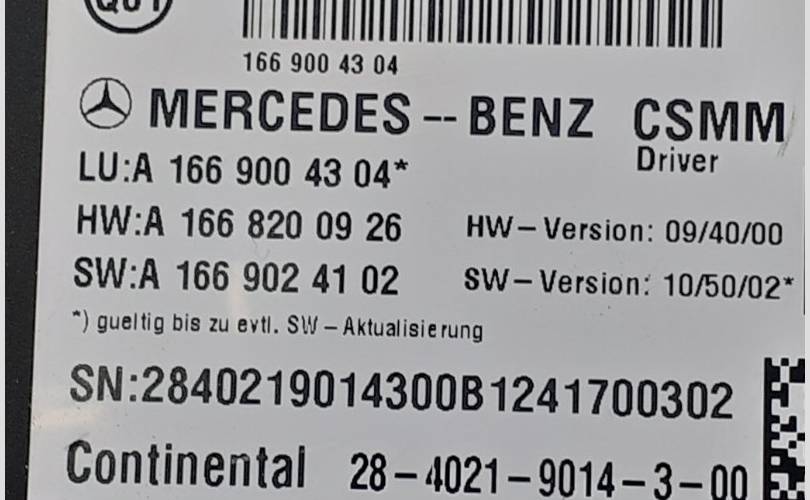 166 900 43 04
MERCEDES--BENZ CSMM
Driver
LU:A 166 900 43 04*
HW:A 166 820 09 26 HW-Version: 09/40/00
SW:A 166 902 41 02 SW-Version: 10/50/02*
*) gueltig bis zu evtl. SW-Aktualisierung
SN:2840219014300B1241700302
Continental 28-4021-9014-3-00